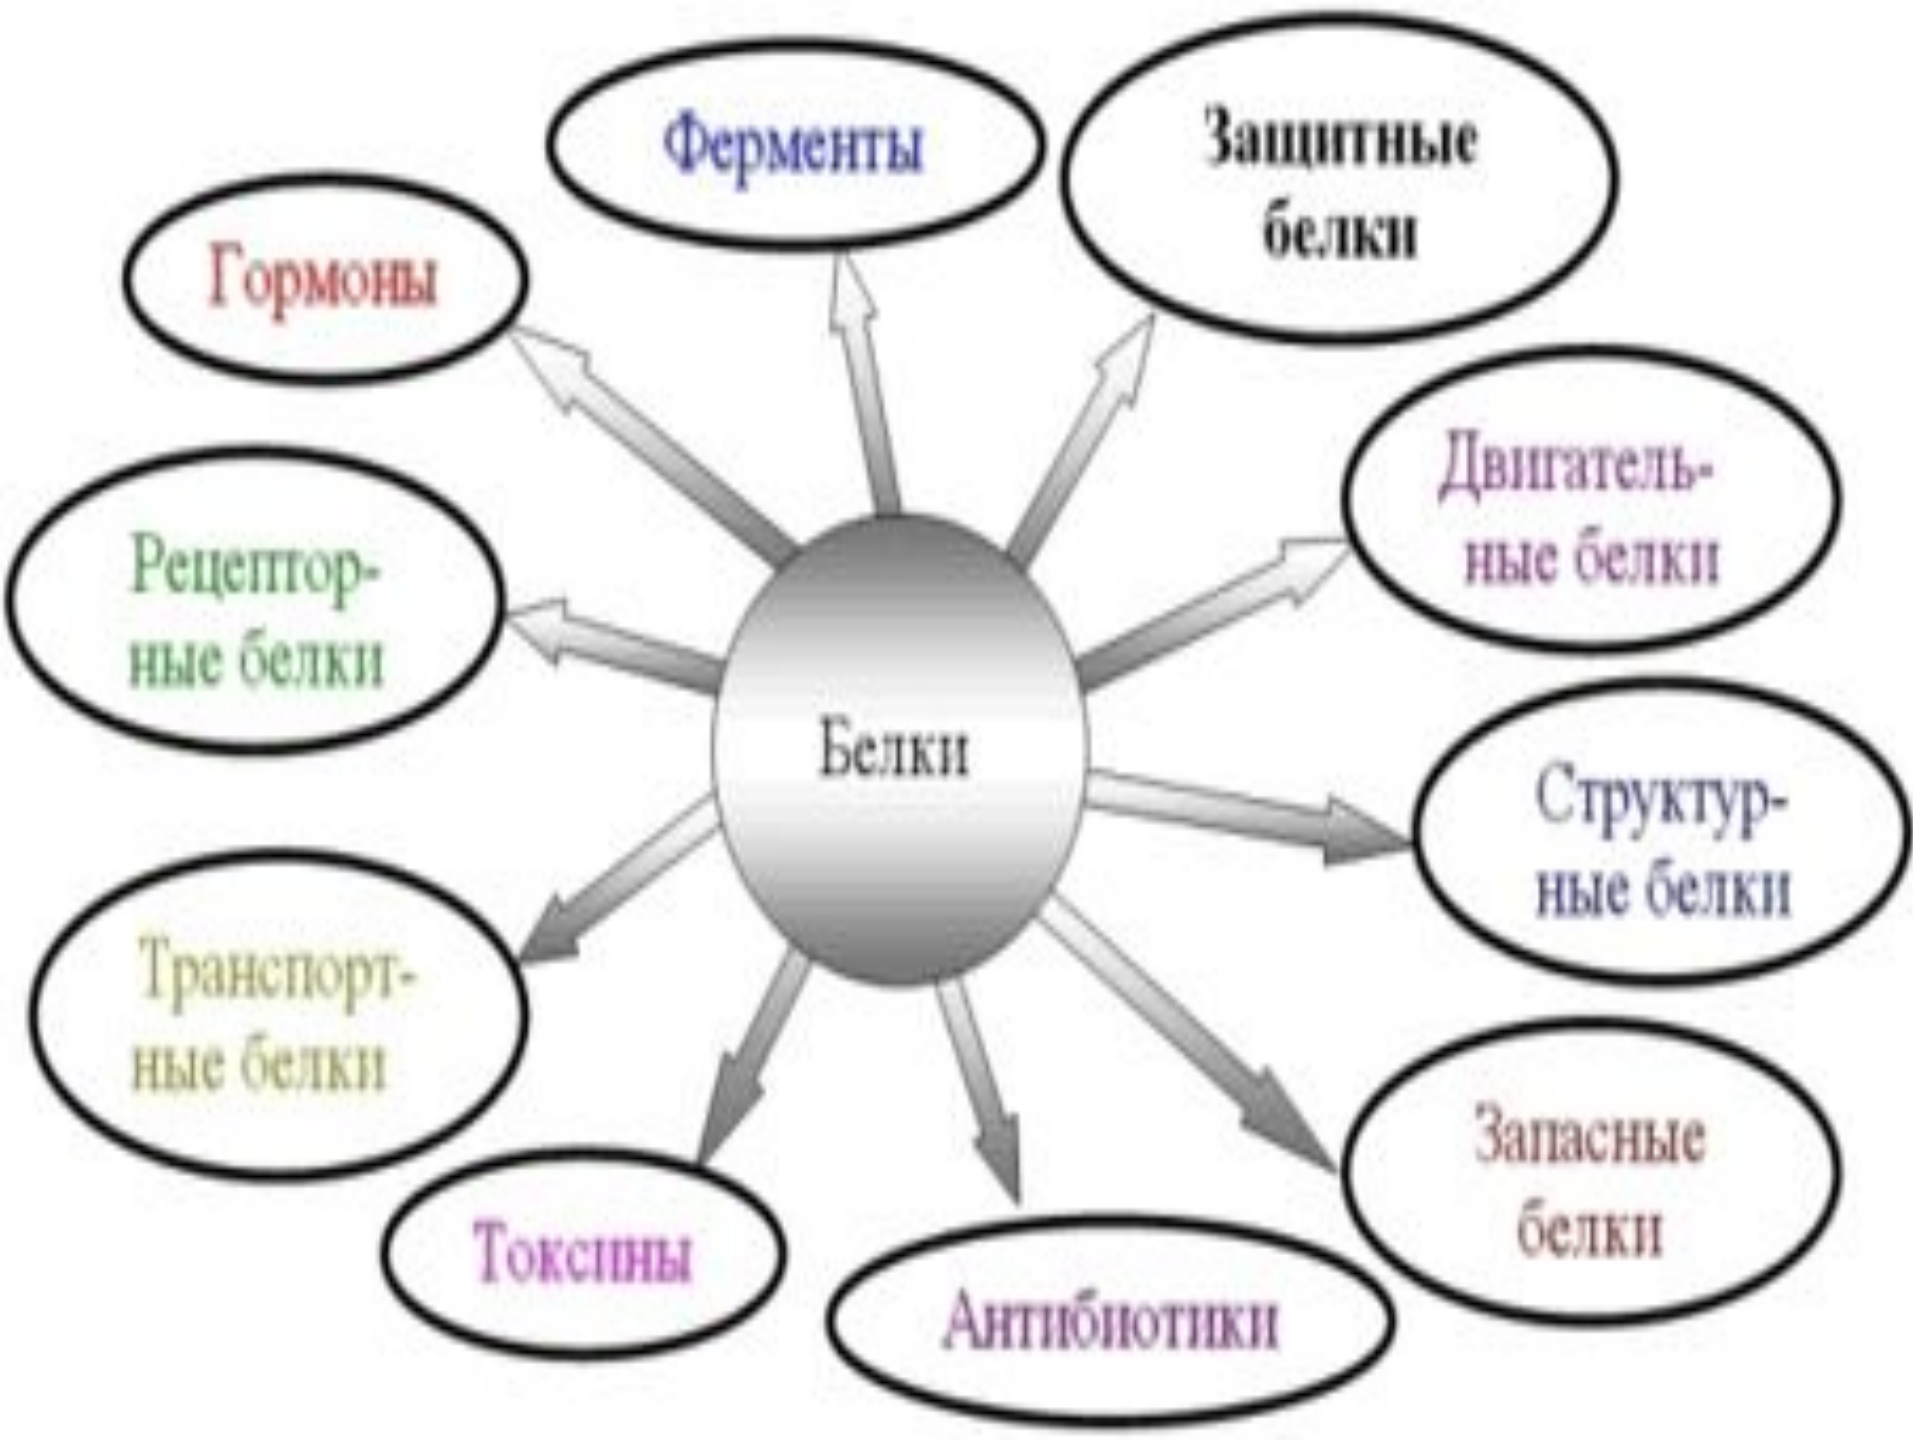 Ферменты
Защитные
белки
Гормоны
Двигатель-
ные белки
Рецептор-
ные белки
Белки
Структур-
ные белки
Транспорт-
ные белки
Запасные
белки
Токсины
Антибиотики